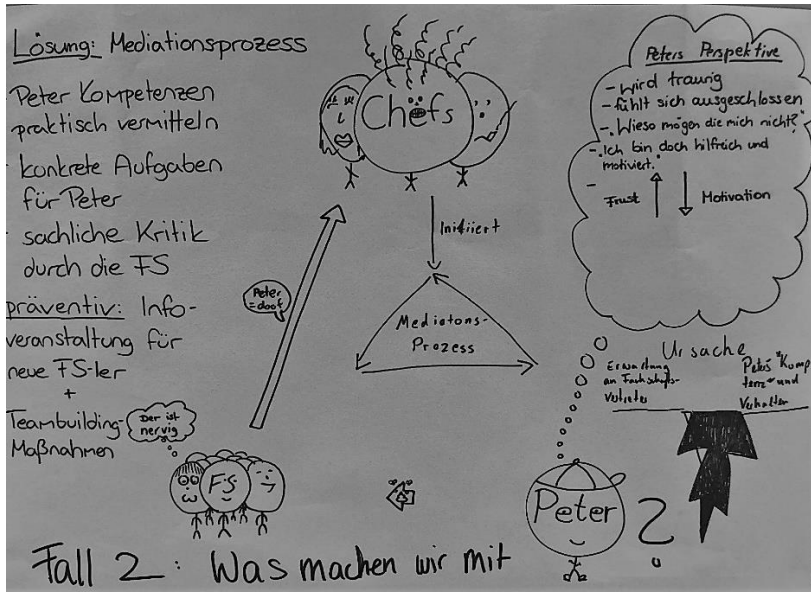 Lösung: Mediationsprozess
Peter Kompetenzen
praktisch vermitteln
konkrete Aufgaben
für Peter
sachliche Kritik
durch die FS
präventiv: Info-
veranstaltung für
neue FS-ler
+
Teambuilding-
Maßnahmen
Der ist
nervig
FS
Peter
=doof
Chefs
Initiiert
Mediatons-
Prozess
Peters Perspektive
- wird traurig
- fühlt sich ausgeschlossen
- "Wieso mögen die mich nicht?"
- "Ich bin doch hilfreich und
motiviert."
-
Frust
Motivation
Ursache
Erwartung
an Fachschafts-
Vertreter
Peters "Komp
tenz" und
Verhalten
Peter
?
Fall 2: Was machen wir mit